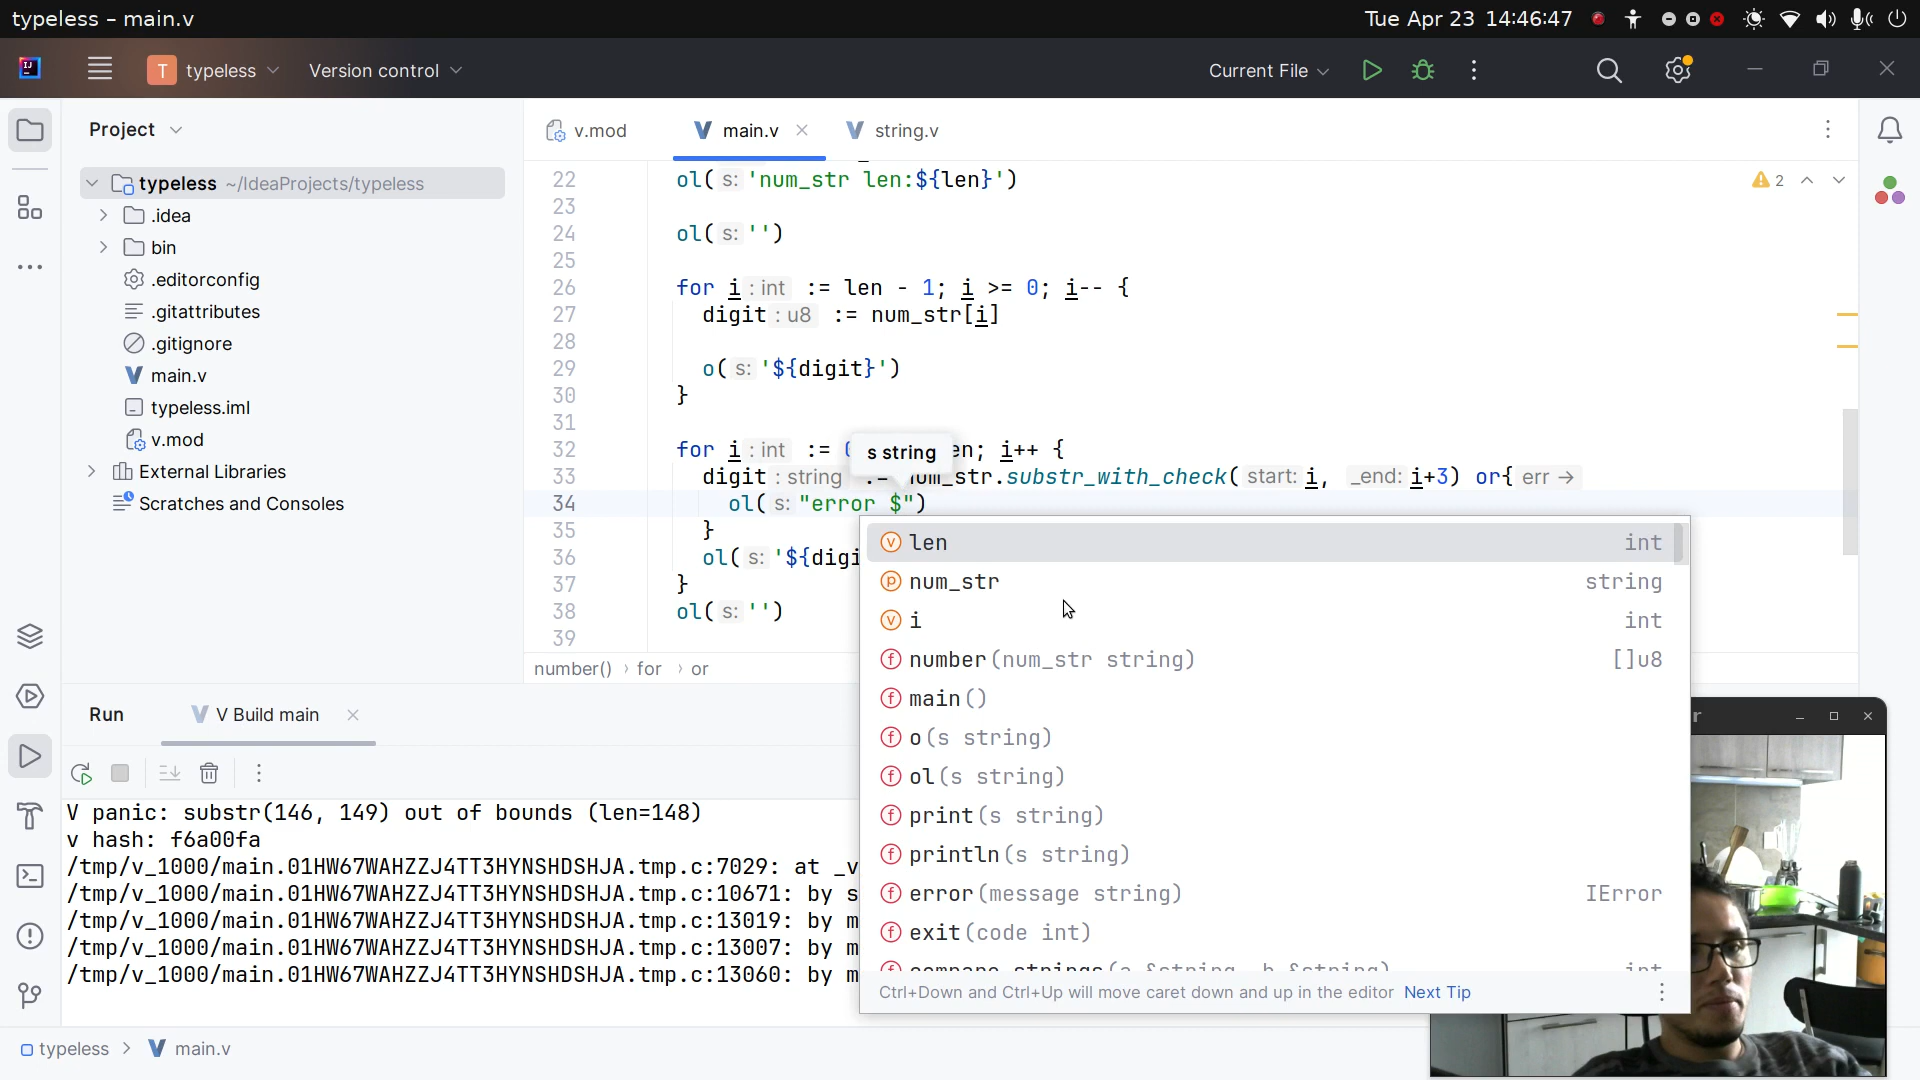 typeless – main.v
Tue Apr 23 14:46:47
IJ
T
typeless
Version control
Current File
Project
v.mod
main.v
string.v
typeless ~/IdeaProjects/typeless
.idea
bin
.editorconfig
.gitattributes
.gitignore
main.v
typeless.iml
v.mod
External Libraries
Scratches and Consoles
2
22 ol( s: 'num_str len:${len}')
23
24 ol( s: '')
25
26 for i : int := len - 1; i >= 0; i-- {
27 digit : u8 := num_str[i]
28
29 o( s: '${digit}')
30 }
31
32 for i : int := en; i++ {
s string
33 digit : string um_str.substr_with_check( start: i, _end: i+3) or{ err →
34 ol( s: "error $")
35 }
36 ol( s: '${digi
37 }
38 ol( s: '')
39
number() › for › or
len int
num_str string
i int
number(num_str string) []u8
main()
o(s string)
ol(s string)
print(s string)
println(s string)
error(message string) IError
exit(code int)
Ctrl+Down and Ctrl+Up will move caret down and up in the editor Next Tip
Run
V Build main
V panic: substr(146, 149) out of bounds (len=148)
v hash: f6a00fa
/tmp/v_1000/main.01HW67WAHZZJ4TT3HYNSHDSHJA.tmp.c:7029: at _v
/tmp/v_1000/main.01HW67WAHZZJ4TT3HYNSHDSHJA.tmp.c:10671: by s
/tmp/v_1000/main.01HW67WAHZZJ4TT3HYNSHDSHJA.tmp.c:13019: by m
/tmp/v_1000/main.01HW67WAHZZJ4TT3HYNSHDSHJA.tmp.c:13007: by m
/tmp/v_1000/main.01HW67WAHZZJ4TT3HYNSHDSHJA.tmp.c:13060: by m
r
typeless › main.v